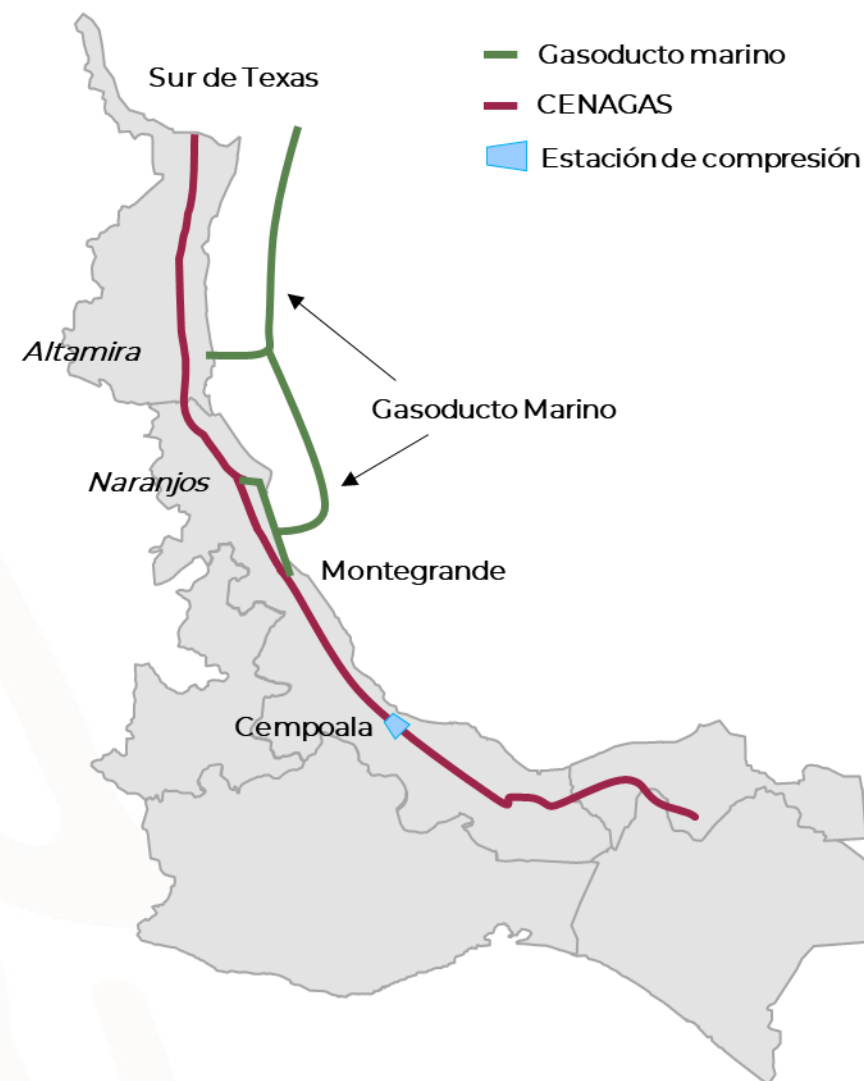 Sur de Texas
Gasoducto marino
CENAGAS
Estación de compresión
Altamira
Gasoducto Marino
Naranjos
Montegrande
Cempoala